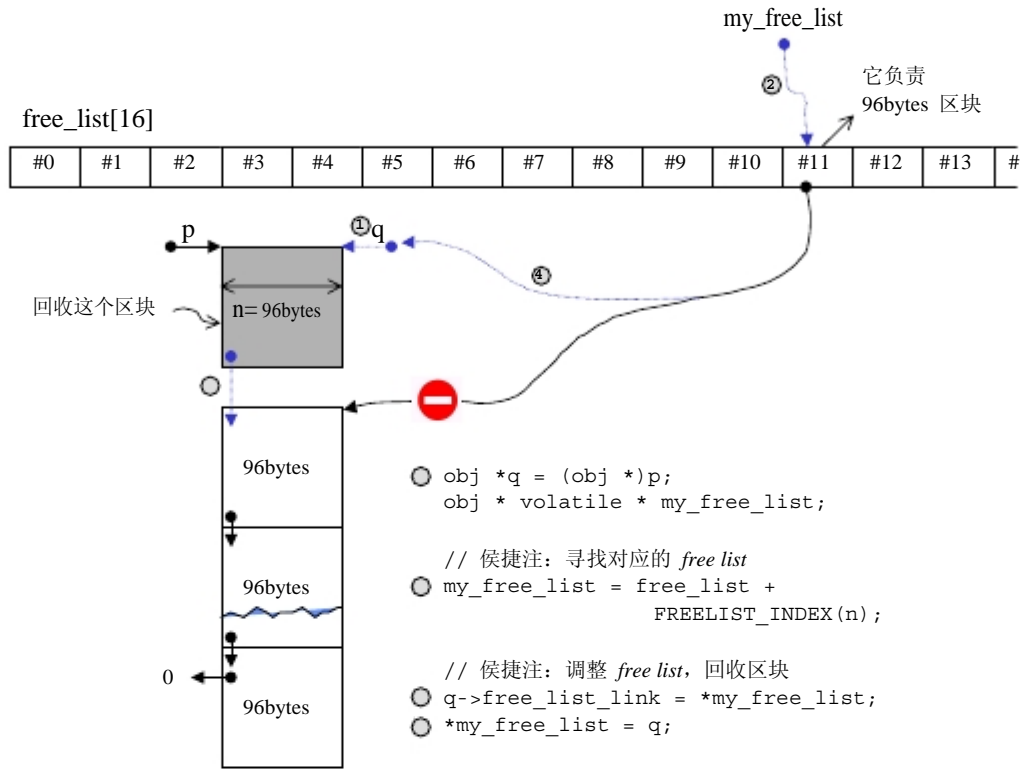 my_free_list
②
它负责
96bytes 区块
free_list[16]
#0 #1 #2 #3 #4 #5 #6 #7 #8 #9 #10 #11 #12 #13 #
p
①
q
④
回收这个区块
n= 96bytes
96bytes
obj *q = (obj *)p;
obj * volatile * my_free_list;
// 侯捷注：寻找对应的 free list
96bytes
my_free_list = free_list +
FREELIST_INDEX(n);
// 侯捷注：调整 free list，回收区块
0
q->free_list_link = *my_free_list;
96bytes
*my_free_list = q;